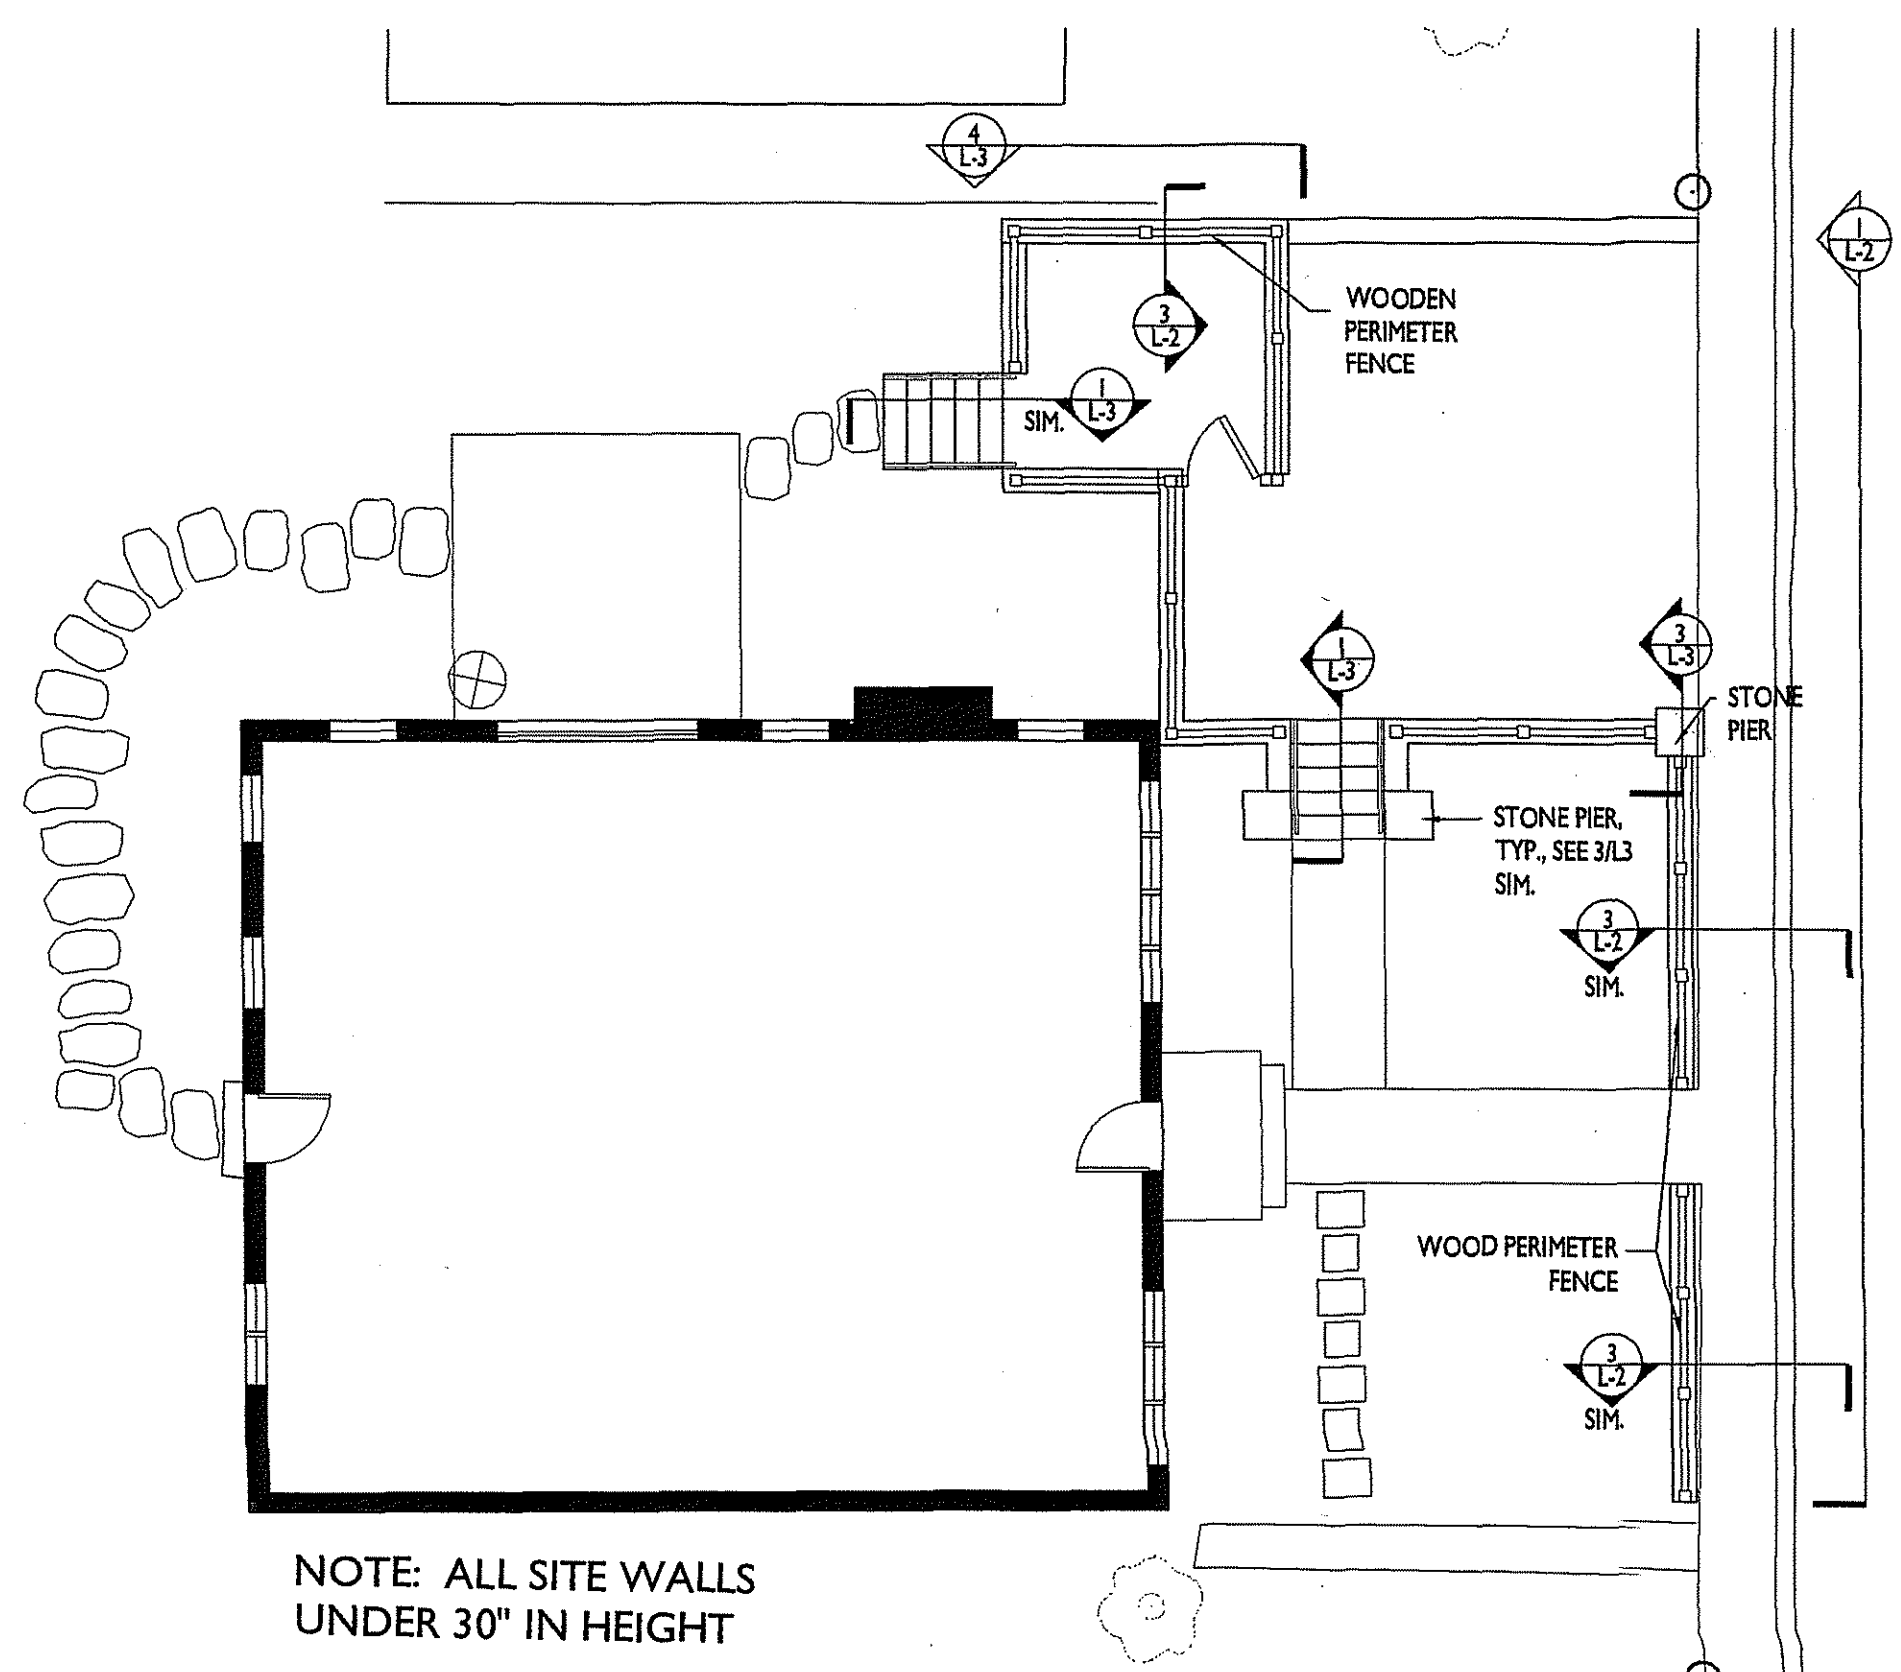 4
L-3
1
L-2
WOODEN
PERIMETER
FENCE
3
L-2
1
L-3
SIM.
1
L-3
3
L-3
STONE
PIER
STONE PIER,
TYP., SEE 3/L3
SIM.
3
L-2
SIM.
WOOD PERIMETER
FENCE
3
L-2
SIM.
NOTE: ALL SITE WALLS
UNDER 30" IN HEIGHT